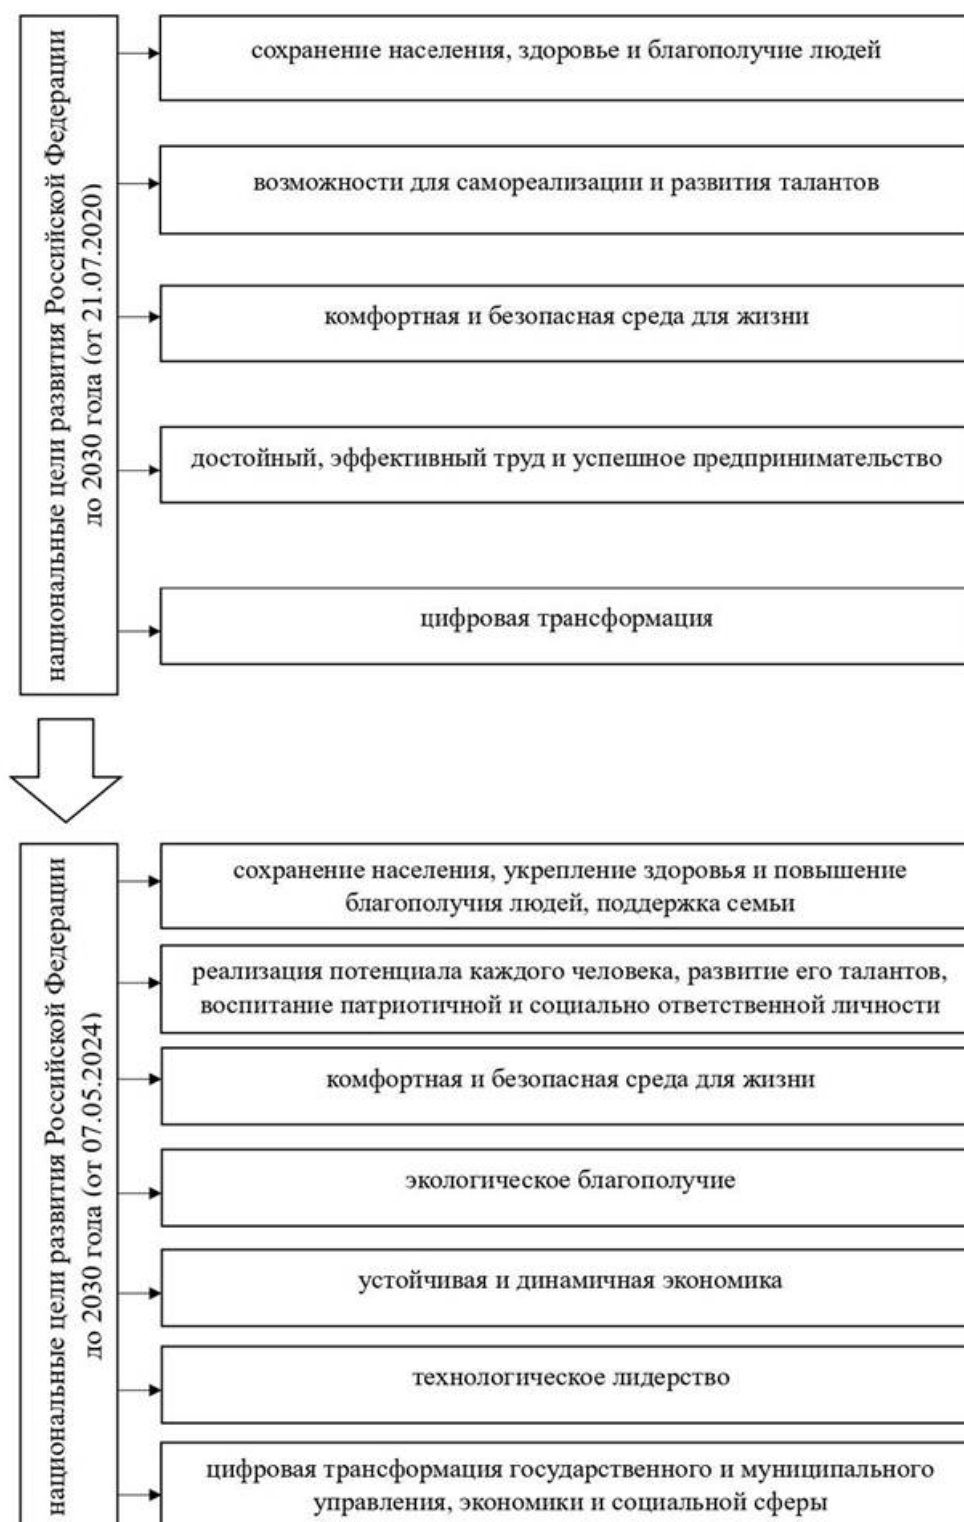 национальные цели развития Российской Федерации
до 2030 года (от 21.07.2020)
сохранение населения, здоровье и благополучие людей
возможности для самореализации и развития талантов
комфортная и безопасная среда для жизни
достойный, эффективный труд и успешное предпринимательство
цифровая трансформация
национальные цели развития Российской Федерации
до 2030 года (от 07.05.2024)
сохранение населения, укрепление здоровья и повышение
благополучия людей, поддержка семьи
реализация потенциала каждого человека, развитие его талантов,
воспитание патриотичной и социально ответственной личности
комфортная и безопасная среда для жизни
экологическое благополучие
устойчивая и динамичная экономика
технологическое лидерство
цифровая трансформация государственного и муниципального
управления, экономики и социальной сферы